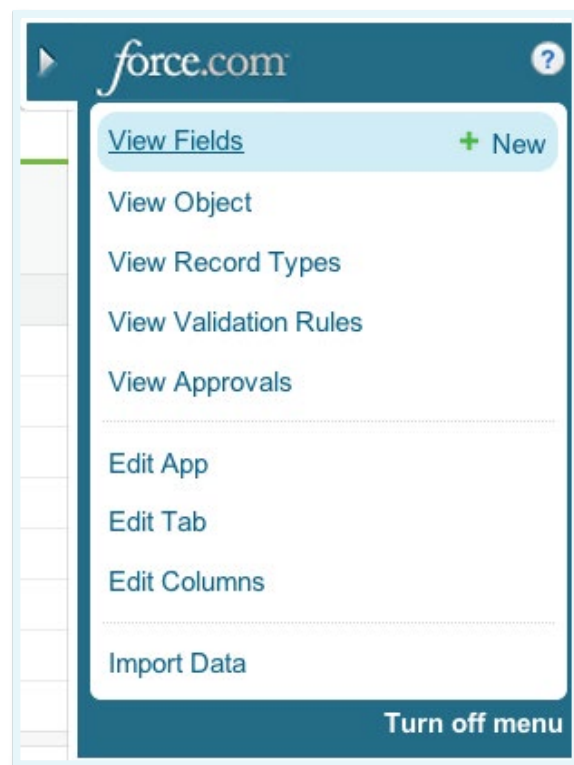 force.com ?
View Fields + New
View Object
View Record Types
View Validation Rules
View Approvals
Edit App
Edit Tab
Edit Columns
Import Data
Turn off menu